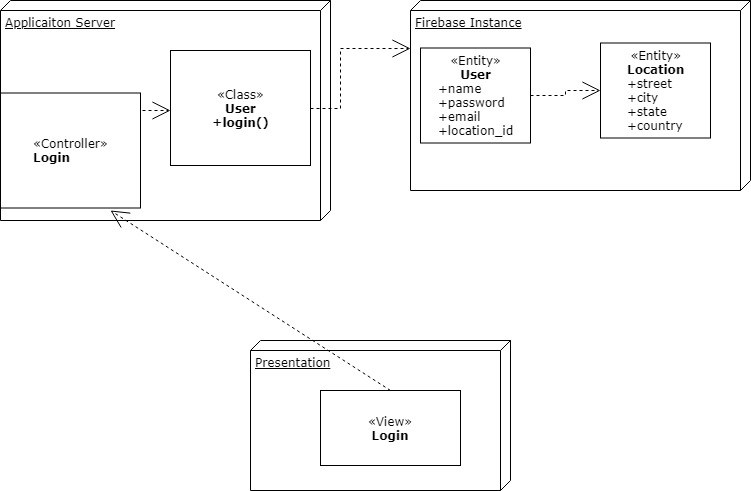 Applicaiton Server
«Controller»
Login
«Class»
User
+login()
Firebase Instance
«Entity»
User
+name
+password
+email
+location_id
«Entity»
Location
+street
+city
+state
+country
Presentation
«View»
Login